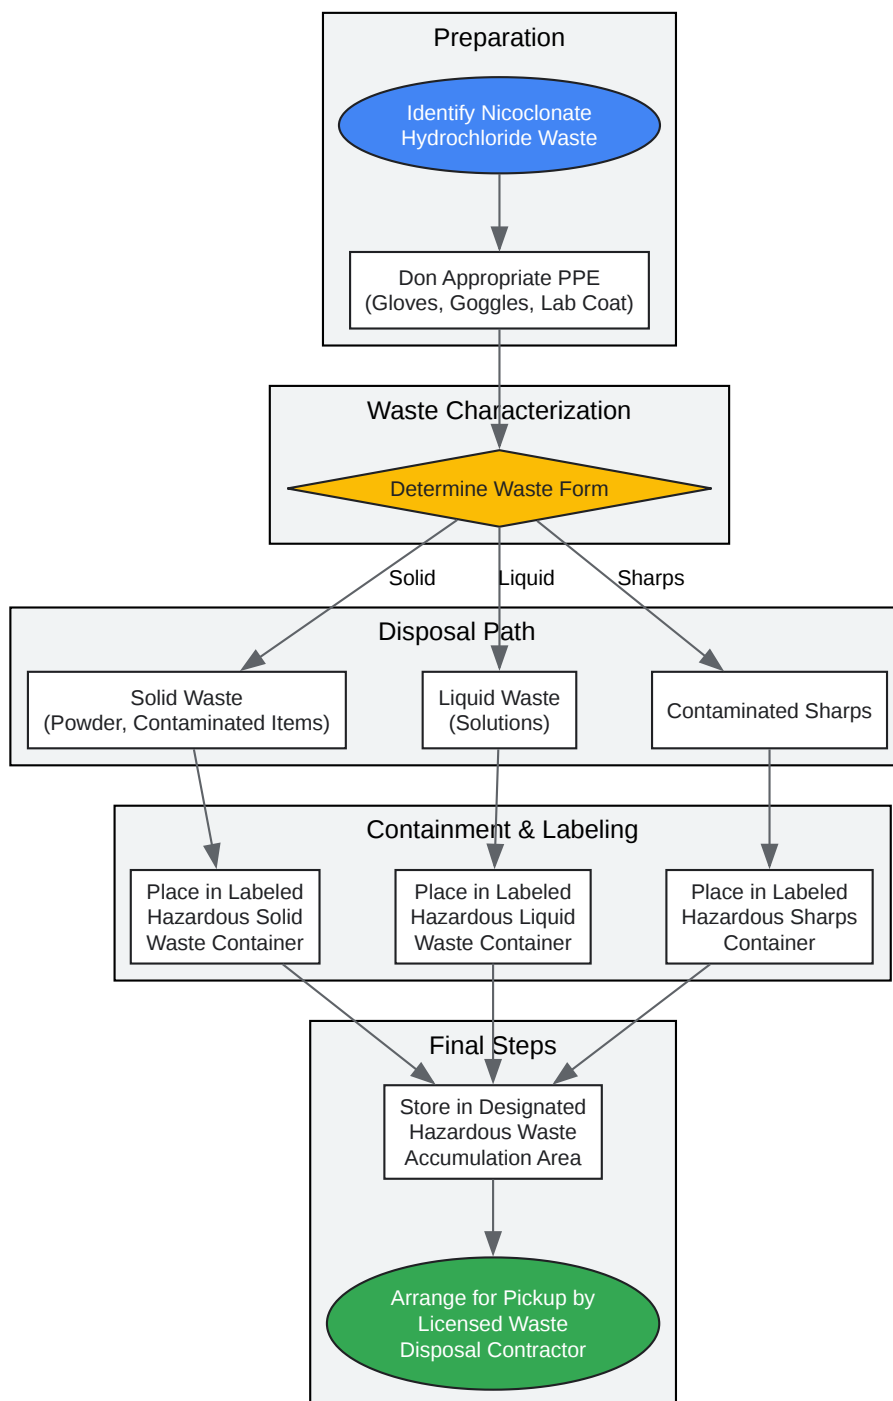 Preparation
Identify Nicoclonate
Hydrochloride Waste
Don Appropriate PPE
(Gloves, Goggles, Lab Coat)
Waste Characterization
Determine Waste Form
Solid
Liquid
Sharps
Disposal Path
Solid Waste
(Powder, Contaminated Items)
Liquid Waste
(Solutions)
Contaminated Sharps
Containment & Labeling
Place in Labeled
Hazardous Solid
Waste Container
Place in Labeled
Hazardous Liquid
Waste Container
Place in Labeled
Hazardous Sharps
Container
Final Steps
Store in Designated
Hazardous Waste
Accumulation Area
Arrange for Pickup by
Licensed Waste
Disposal Contractor